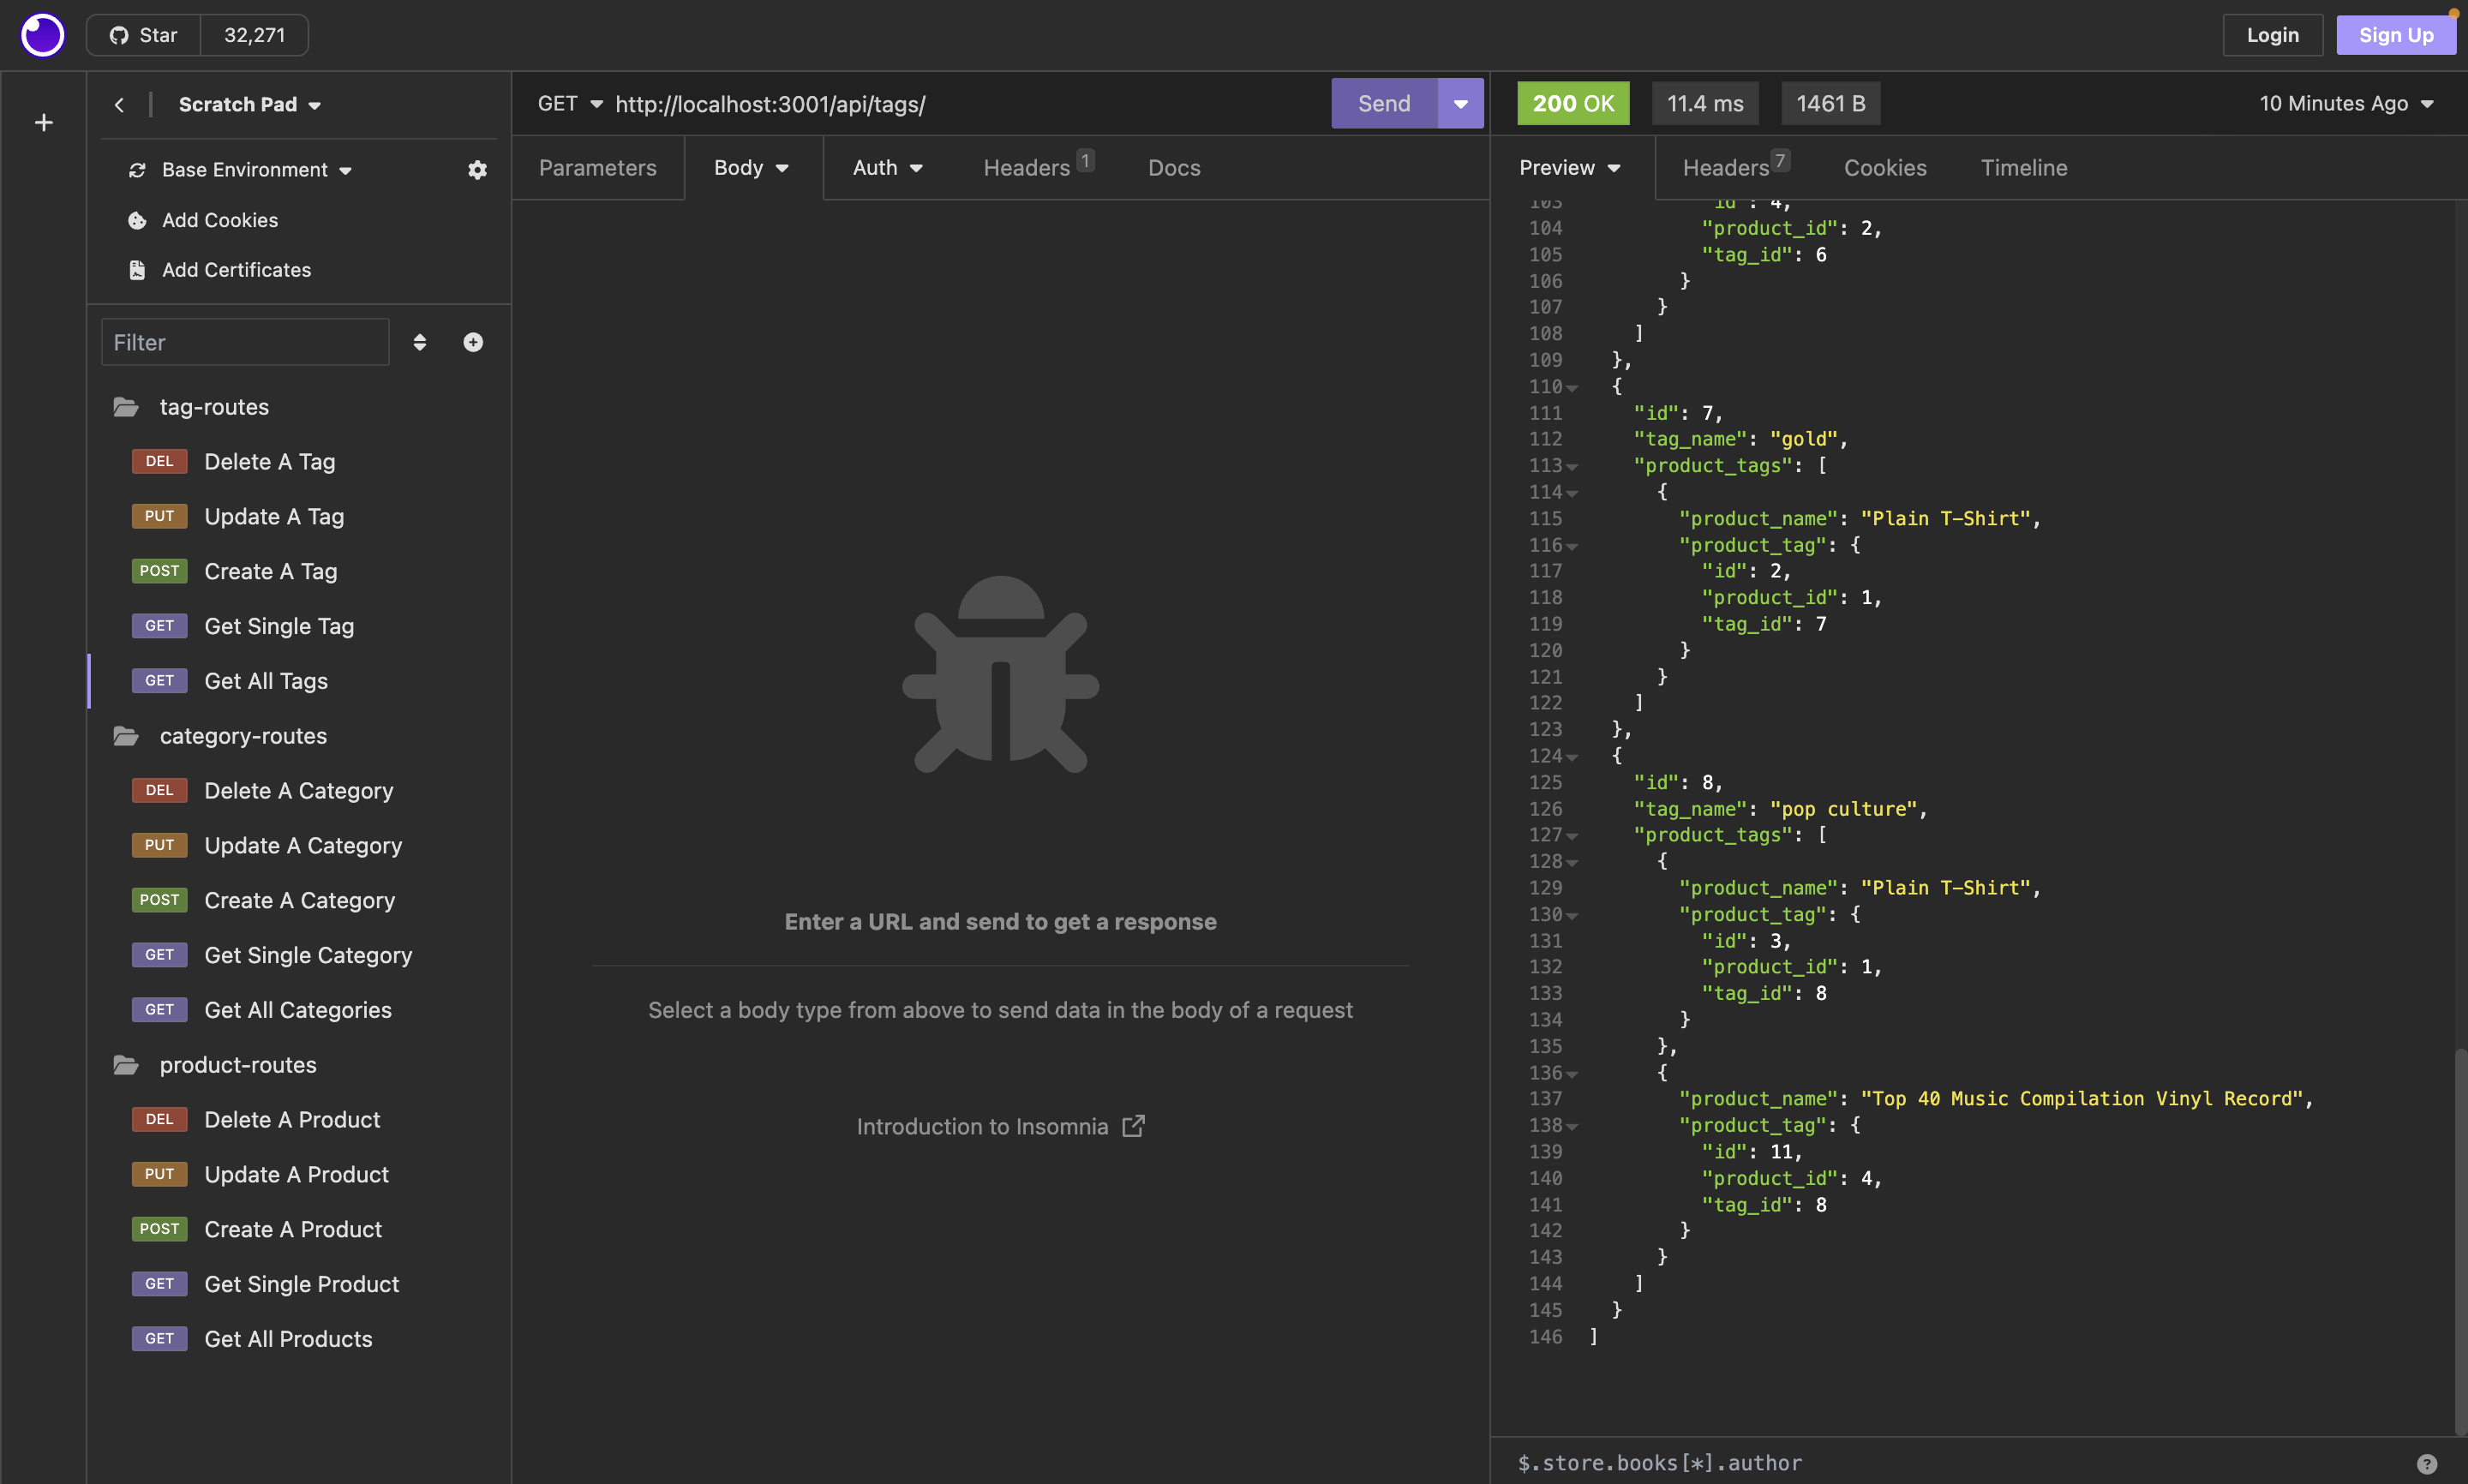 Star 32,271
Login Sign Up
Scratch Pad
Base Environment
Add Cookies
Add Certificates
Filter
tag-routes
DEL Delete A Tag
PUT Update A Tag
POST Create A Tag
GET Get Single Tag
GET Get All Tags
category-routes
DEL Delete A Category
PUT Update A Category
POST Create A Category
GET Get Single Category
GET Get All Categories
product-routes
DEL Delete A Product
PUT Update A Product
POST Create A Product
GET Get Single Product
GET Get All Products
GET http://localhost:3001/api/tags/ Send
Parameters Body Auth Headers 1 Docs
Enter a URL and send to get a response
Select a body type from above to send data in the body of a request
Introduction to Insomnia
200 OK 11.4 ms 1461 B 10 Minutes Ago
Preview Headers 7 Cookies Timeline
103 "id": 4,
104 "product_id": 2,
105 "tag_id": 6
106 }
107 }
108 ]
109 },
110 {
111 "id": 7,
112 "tag_name": "gold",
113 "product_tags": [
114 {
115 "product_name": "Plain T-Shirt",
116 "product_tag": {
117 "id": 2,
118 "product_id": 1,
119 "tag_id": 7
120 }
121 }
122 ]
123 },
124 {
125 "id": 8,
126 "tag_name": "pop culture",
127 "product_tags": [
128 {
129 "product_name": "Plain T-Shirt",
130 "product_tag": {
131 "id": 3,
132 "product_id": 1,
133 "tag_id": 8
134 }
135 },
136 {
137 "product_name": "Top 40 Music Compilation Vinyl Record",
138 "product_tag": {
139 "id": 11,
140 "product_id": 4,
141 "tag_id": 8
142 }
143 }
144 ]
145 }
146 ]
$.store.books[*].author